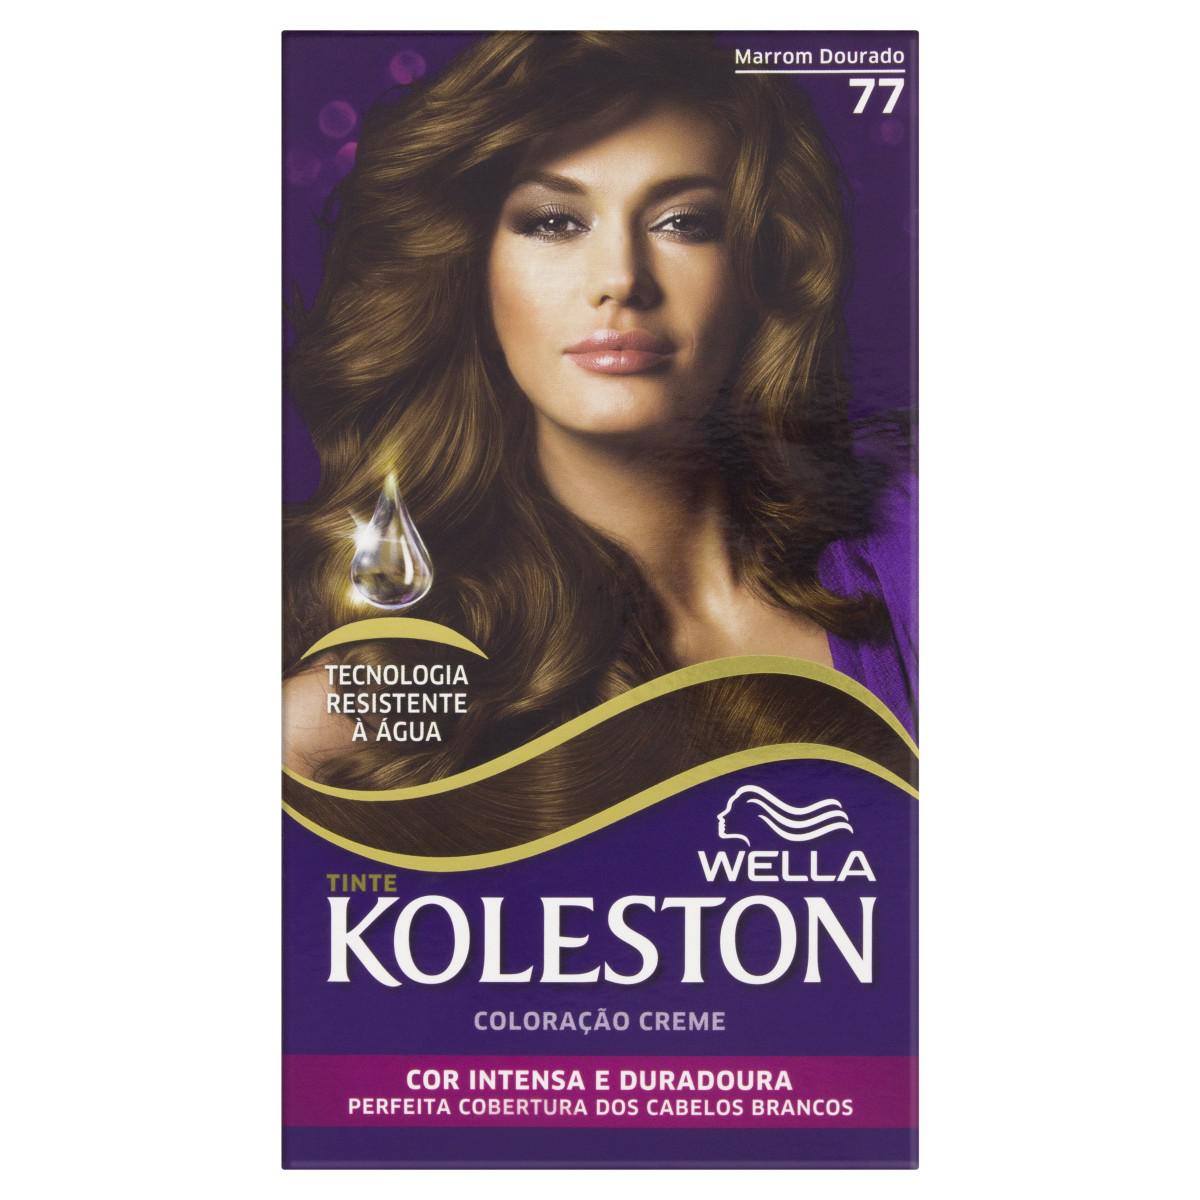 Marrom Dourado
77
TECNOLOGIA
RESISTENTE
À ÁGUA
WELLA
TINTE
KOLESTON
COLORAÇÃO CREME
COR INTENSA E DURADOURA
PERFEITA COBERTURA DOS CABELOS BRANCOS